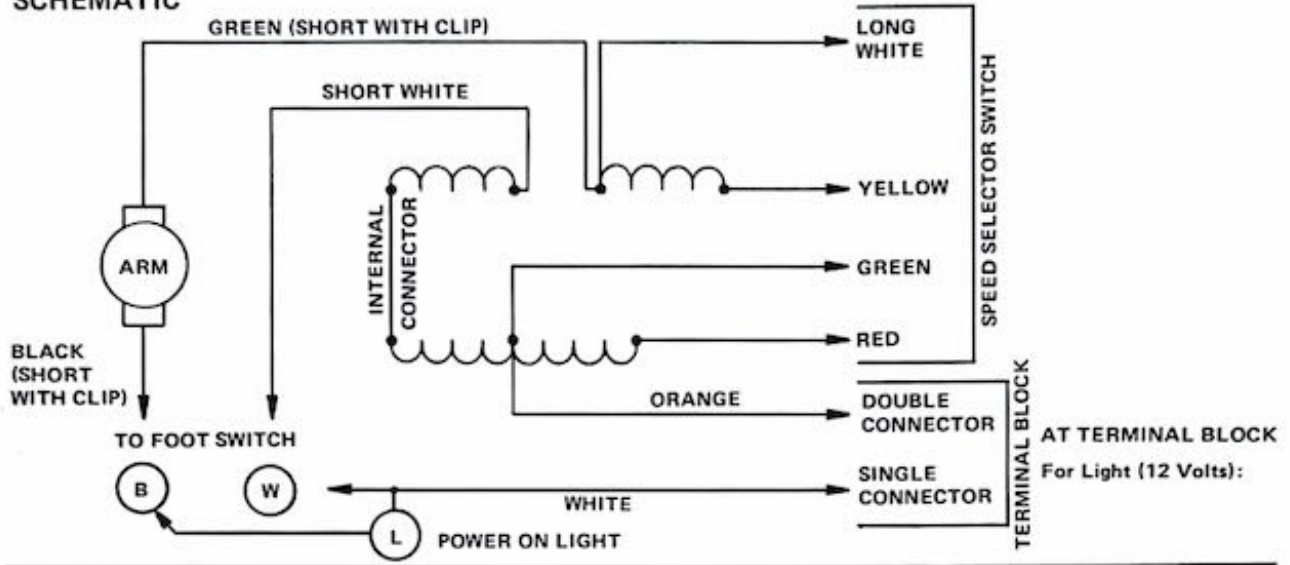 SCHEMATIC
GREEN (SHORT WITH CLIP)
LONG
WHITE
SHORT WHITE
YELLOW
INTERNAL
CONNECTOR
ARM
GREEN
RED
SPEED SELECTOR SWITCH
BLACK
(SHORT
WITH CLIP)
ORANGE
DOUBLE
CONNECTOR
TO FOOT SWITCH
B
W
WHITE
SINGLE
CONNECTOR
L
POWER ON LIGHT
TERMINAL BLOCK
AT TERMINAL BLOCK
For Light (12 Volts):